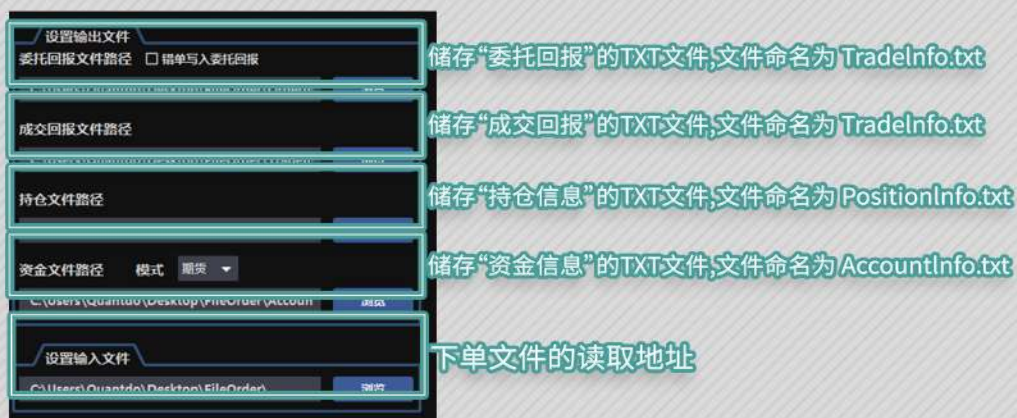 设置输出文件
委托回报文件路径 错单写入委托回报
储存“委托回报”的TXT文件,文件命名为 TradeInfo.txt
成交回报文件路径
储存“成交回报”的TXT文件,文件命名为 TradeInfo.txt
持仓文件路径
储存“持仓信息”的TXT文件,文件命名为 PositionInfo.txt
资金文件路径 模式 期货
储存“资金信息”的TXT文件,文件命名为 AccountInfo.txt
C:\Users\Quantdo\Desktop\FileOrder\Accoun 浏览
设置输入文件
下单文件的读取地址
C:\Users\Quantdo\Desktop\FileOrder\ 浏览